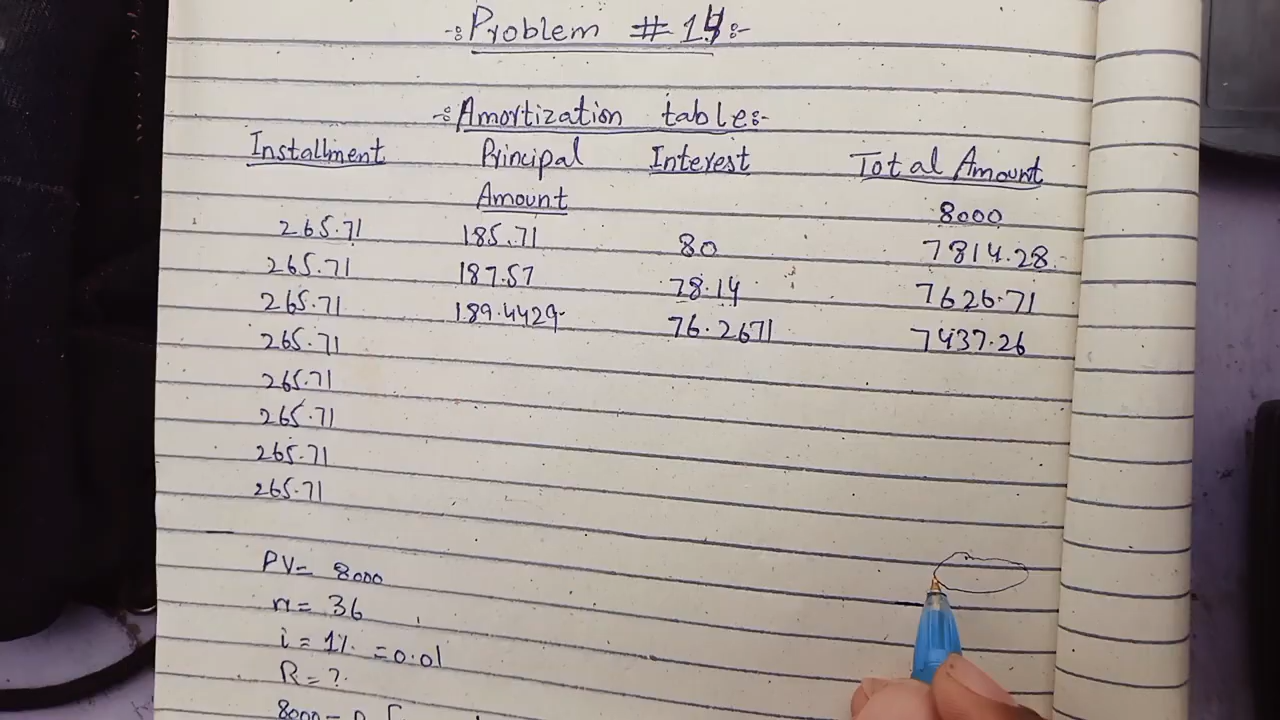 -: Problem # 14 :-
-: Amortization table :-
Installment Principal Amount Interest Total Amount
8000
265.71 185.71 80 7814.28
265.71 187.57 78.14 7626.71
265.71 189.4429 76.2671 7437.26
265.71
265.71
265.71
265.71
265.71
PV = 8000
n = 36
i = 1% = 0.01
R = ?
8000 =